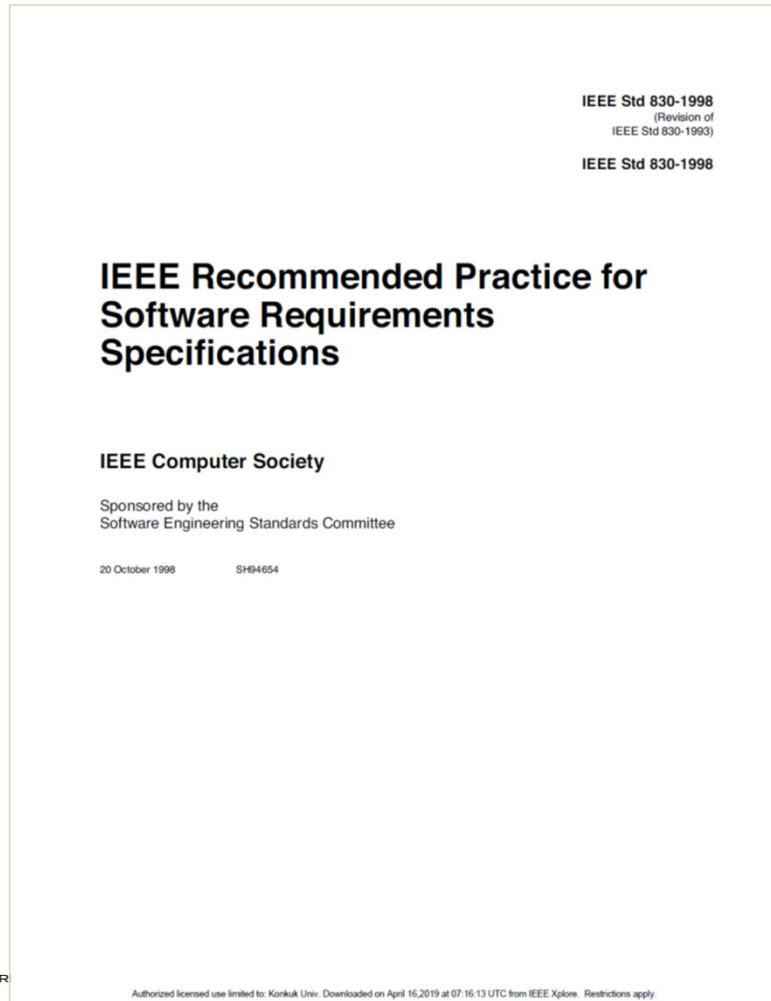 IEEE Std 830-1998
(Revision of
IEEE Std 830-1993)
IEEE Std 830-1998
IEEE Recommended Practice for
Software Requirements
Specifications
IEEE Computer Society
Sponsored by the
Software Engineering Standards Committee
20 October 1998 SH94654
R
Authorized licensed use limited to: Konkuk Univ. Downloaded on April 16,2019 at 07:16:13 UTC from IEEE Xplore. Restrictions apply.